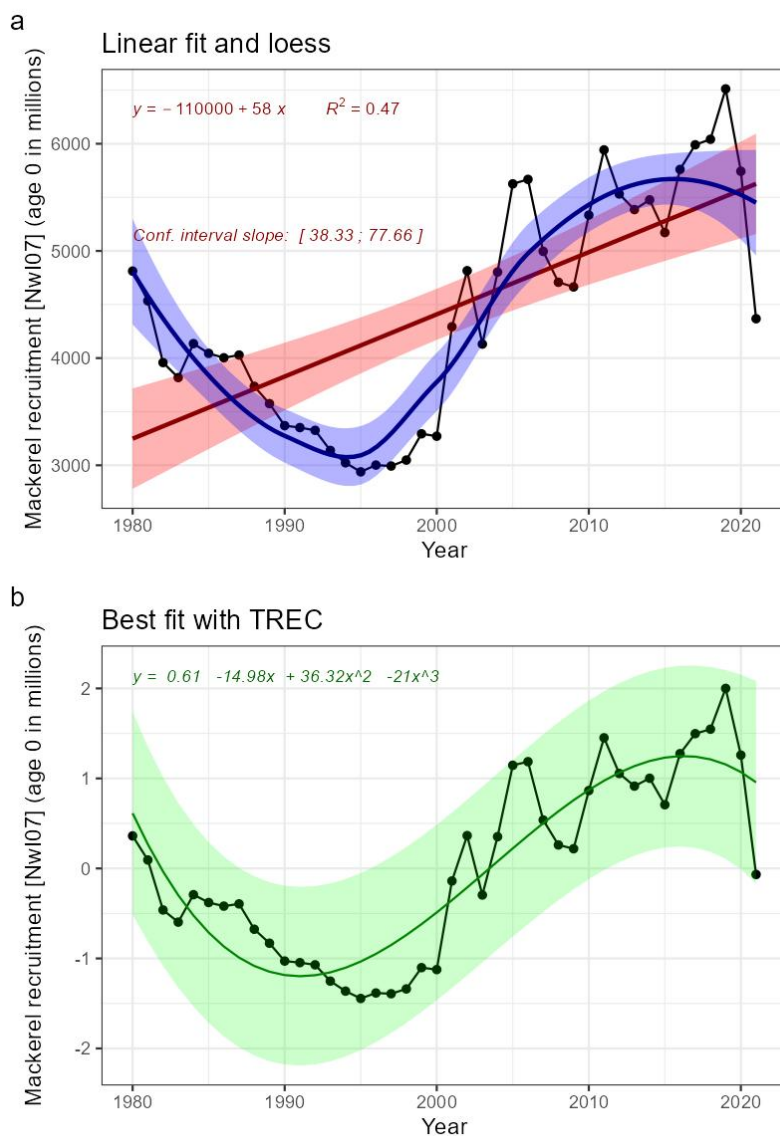 a
Linear fit and loess
Mackerel recruitment [NwI07] (age 0 in millions)
6000
5000
4000
3000
y = − 110000 + 58 x R² = 0.47
Conf. interval slope: [ 38.33 ; 77.66 ]
1980 1990 2000 2010 2020
Year
b
Best fit with TREC
Mackerel recruitment [NwI07] (age 0 in millions)
2
1
0
-1
-2
y = 0.61 -14.98x + 36.32x^2 -21x^3
1980 1990 2000 2010 2020
Year